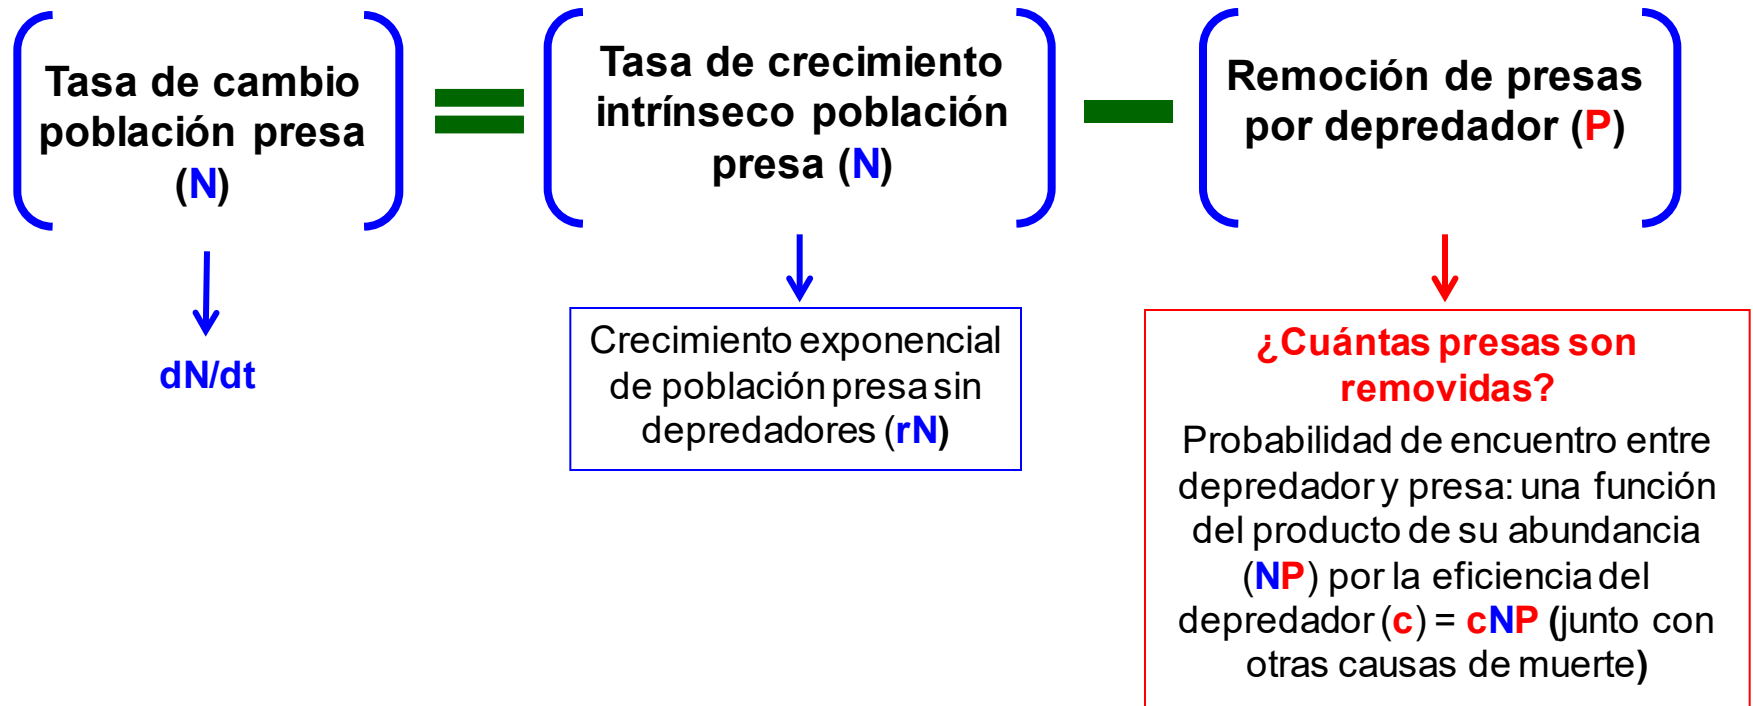 Tasa de cambio
población presa
(N)
=
Tasa de crecimiento
intrínseco población
presa (N)
-
Remoción de presas
por depredador (P)
dN/dt
Crecimiento exponencial
de población presa sin
depredadores (rN)
¿Cuántas presas son
removidas?
Probabilidad de encuentro entre
depredador y presa: una función
del producto de su abundancia
(NP) por la eficiencia del
depredador (c) = cNP (junto con
otras causas de muerte)